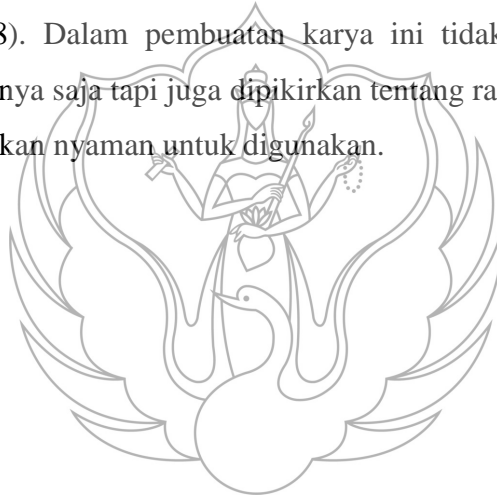 8). Dalam pembuatan karya ini tidak
nya saja tapi juga dipikirkan tentang ra
kan nyaman untuk digunakan.